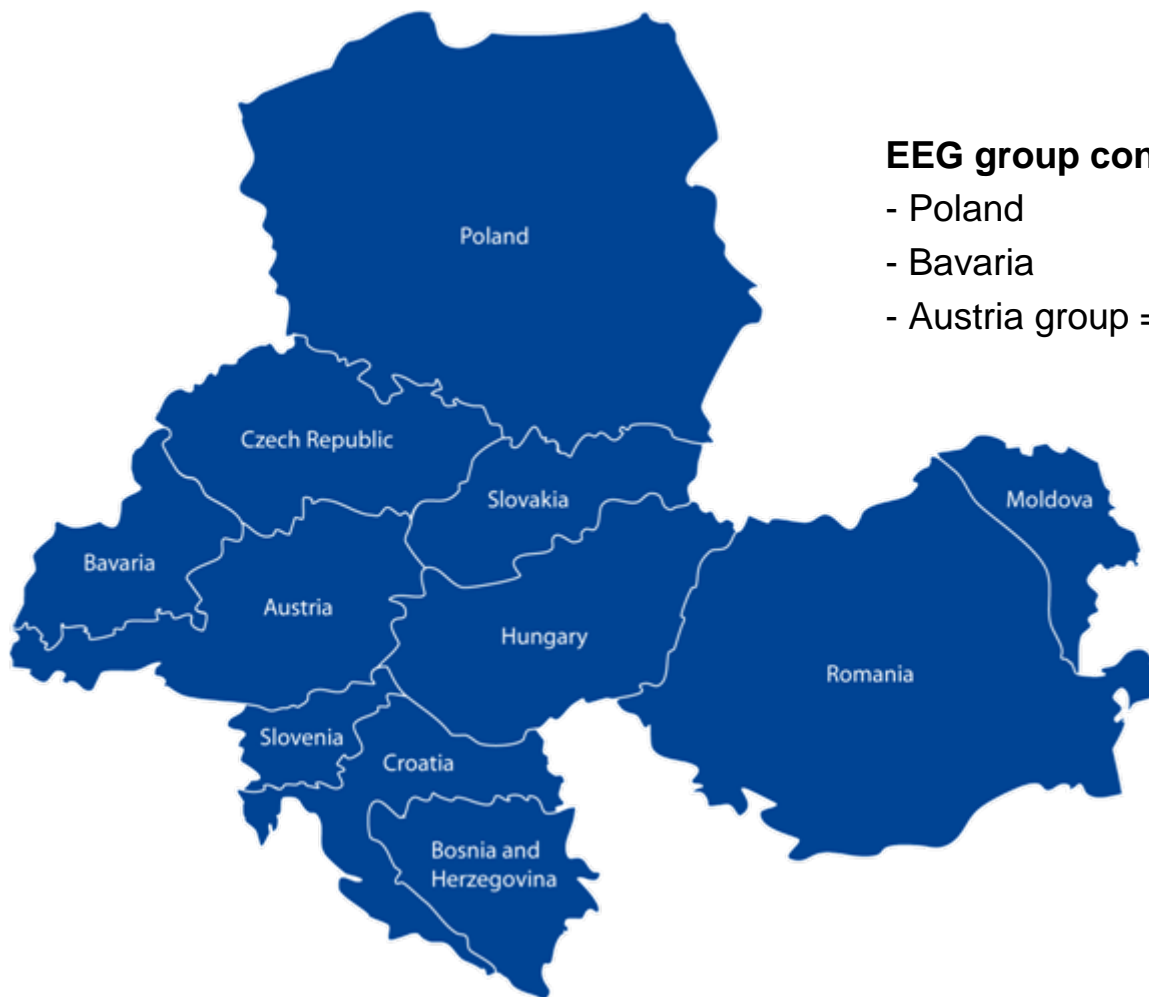 Poland
EEG group con
- Poland
- Bavaria
- Austria group =
Czech Republic
Slovakia
Moldova
Bavaria
Austria
Hungary
Romania
Slovenia
Croatia
Bosnia and
Herzegovina